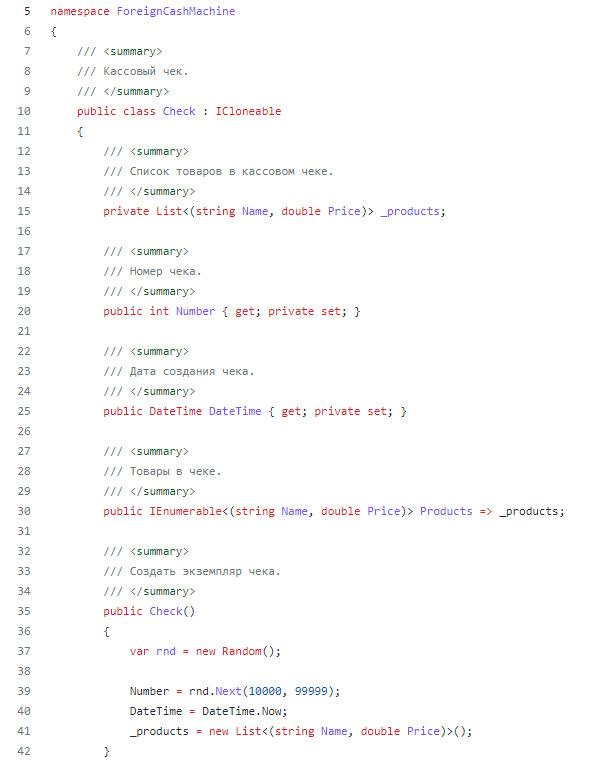 5 namespace ForeignCashMachine
6 {
7 /// <summary>
8 /// Кассовый чек.
9 /// </summary>
10 public class Check : ICloneable
11 {
12 /// <summary>
13 /// Список товаров в кассовом чеке.
14 /// </summary>
15 private List<(string Name, double Price)> _products;
16
17 /// <summary>
18 /// Номер чека.
19 /// </summary>
20 public int Number { get; private set; }
21
22 /// <summary>
23 /// Дата создания чека.
24 /// </summary>
25 public DateTime DateTime { get; private set; }
26
27 /// <summary>
28 /// Товары в чеке.
29 /// </summary>
30 public IEnumerable<(string Name, double Price)> Products => _products;
31
32 /// <summary>
33 /// Создать экземпляр чека.
34 /// </summary>
35 public Check()
36 {
37 var rnd = new Random();
38
39 Number = rnd.Next(10000, 99999);
40 DateTime = DateTime.Now;
41 _products = new List<(string Name, double Price)>();
42 }